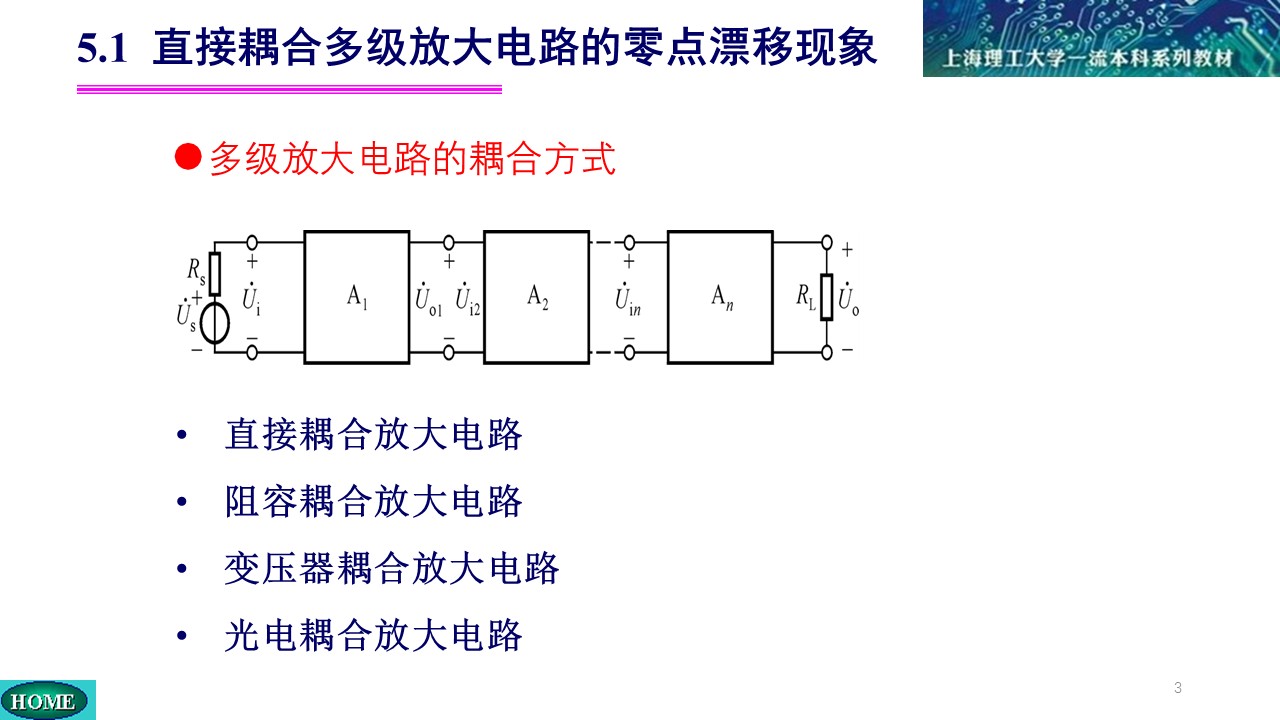 5.1 直接耦合多级放大电路的零点漂移现象
上海理工大学一流本科系列教材
●多级放大电路的耦合方式
Rs + U̇s −
+ U̇i −
A1
+ U̇o1 U̇i2 −
A2
+ U̇in −
An
RL + U̇o −
• 直接耦合放大电路
• 阻容耦合放大电路
• 变压器耦合放大电路
• 光电耦合放大电路
HOME
3